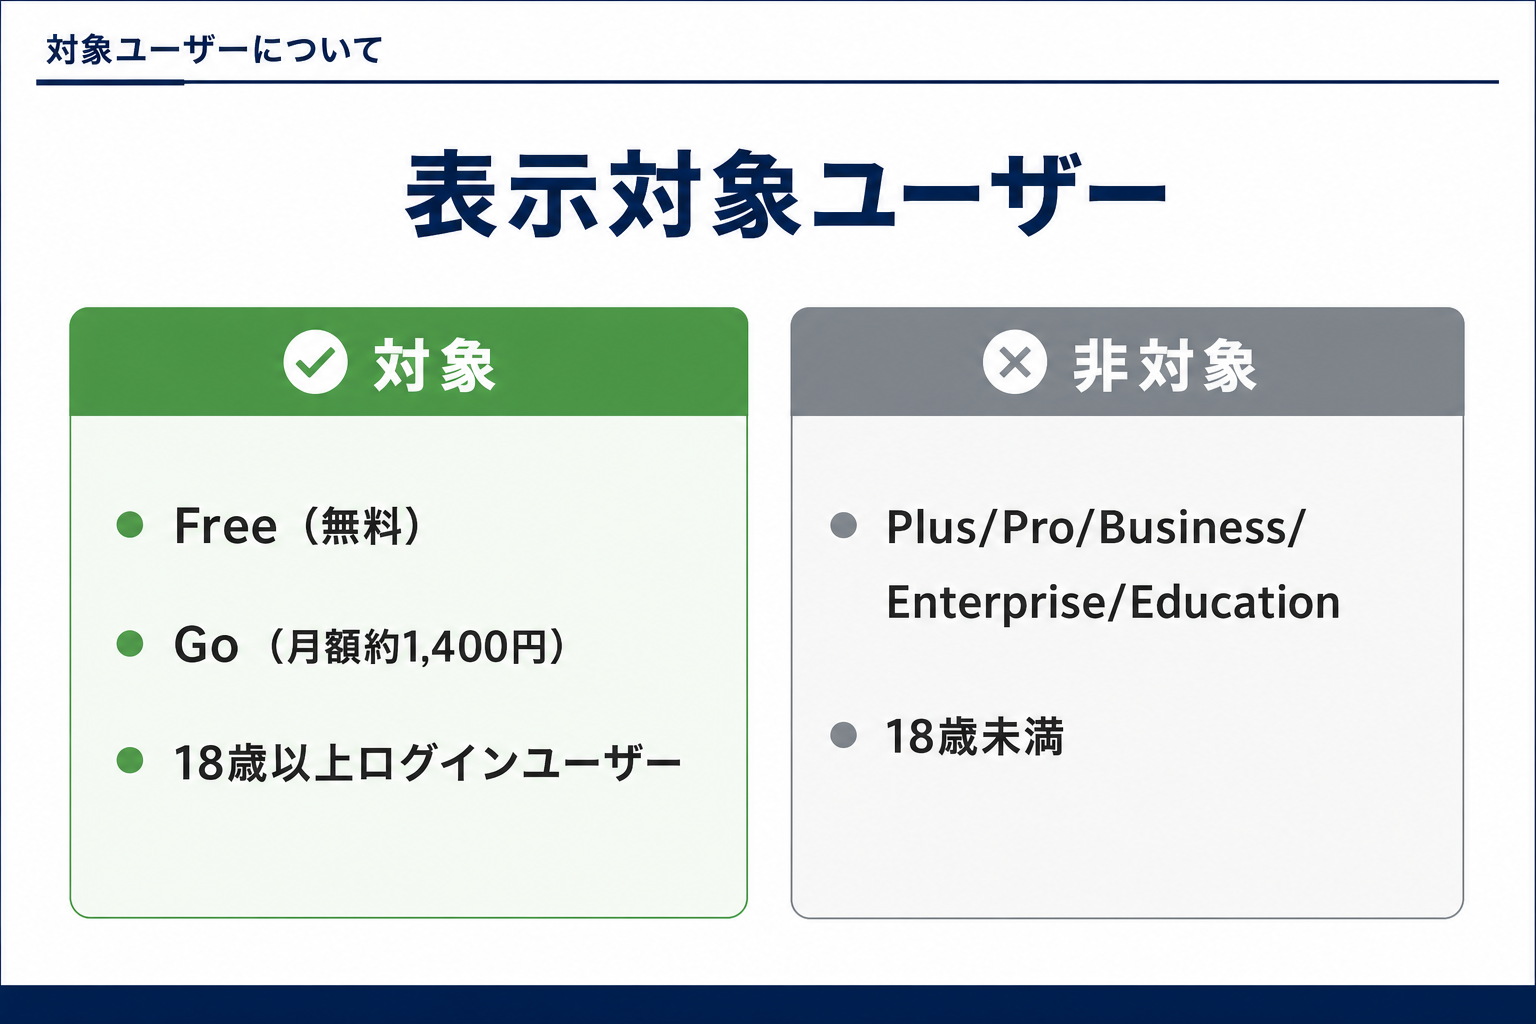 対象ユーザーについて
表示対象ユーザー
対象
Free（無料）
Go（月額約1,400円）
18歳以上ログインユーザー
非対象
Plus/Pro/Business/
Enterprise/Education
18歳未満